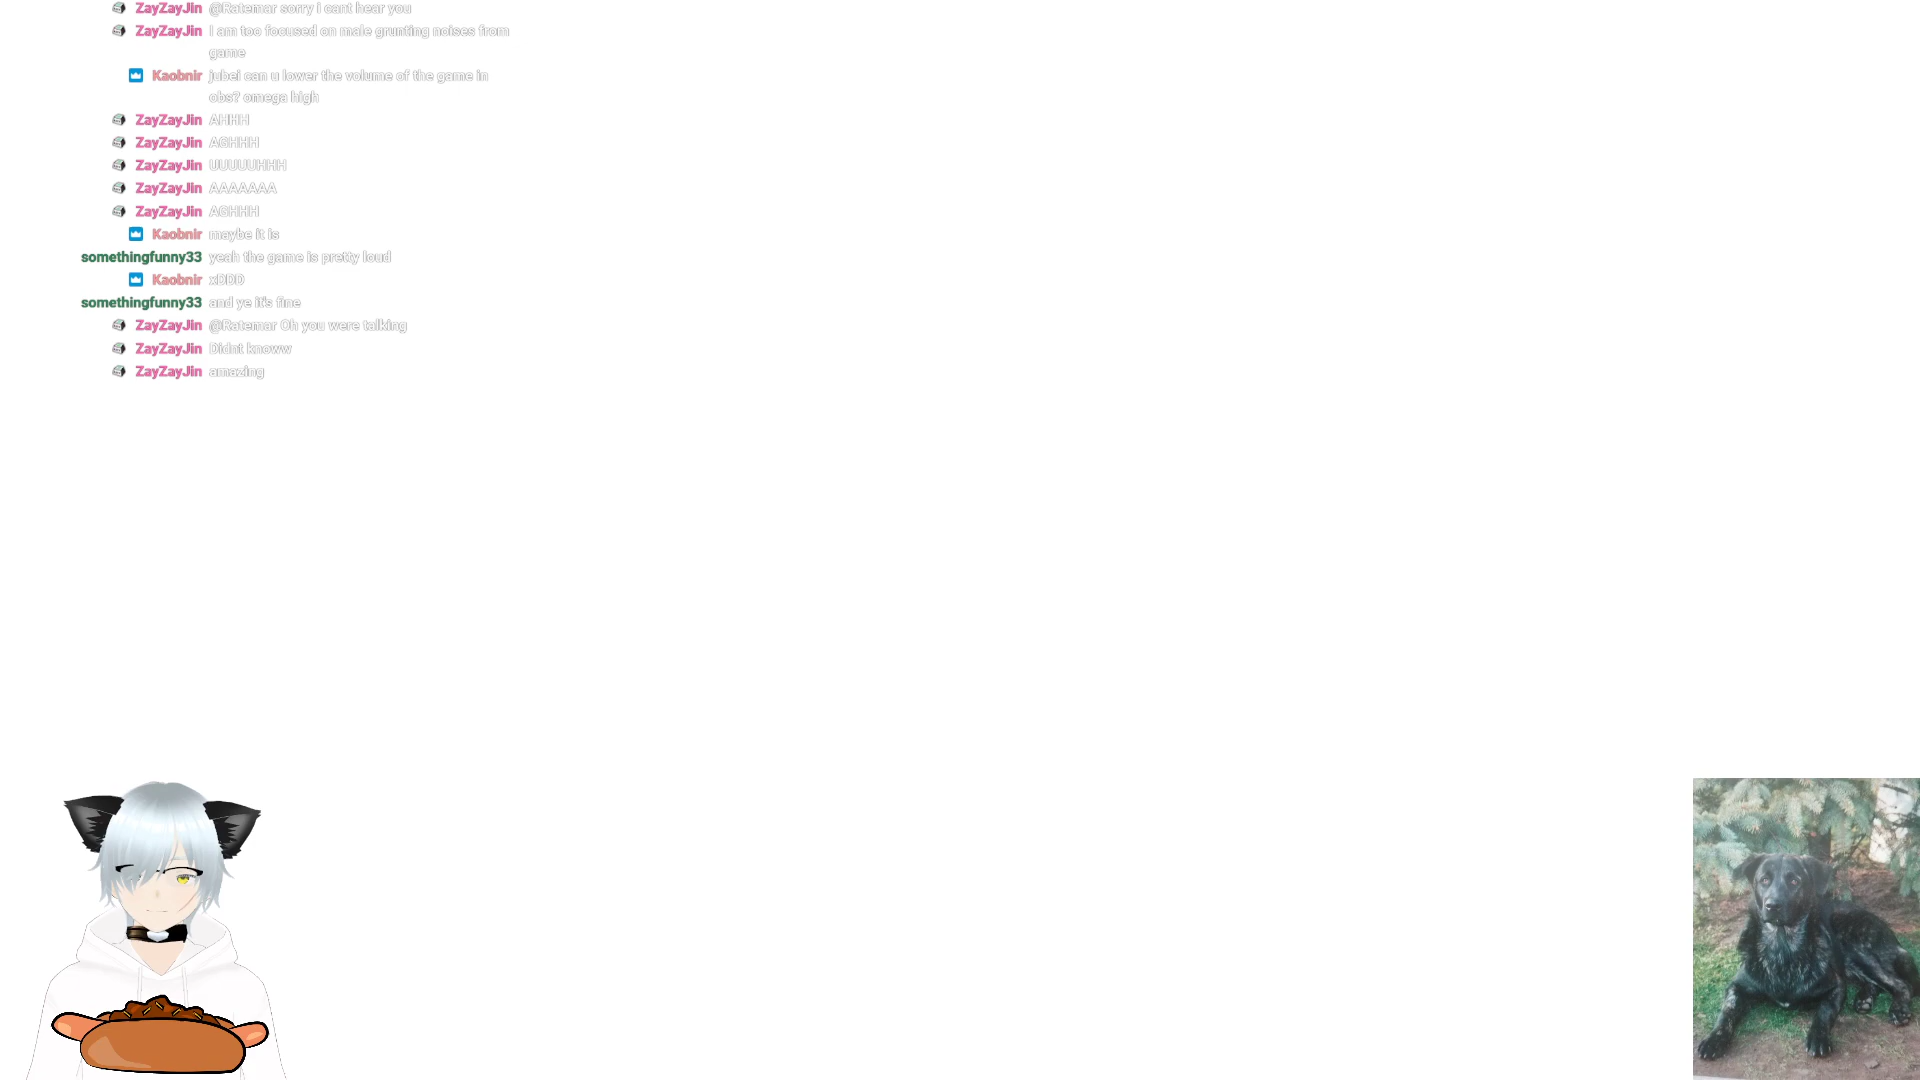 ZayZayJin @Ratemar sorry I cant hear you
ZayZayJin I am too focused on male grunting noises from
game
Kaobnir jubei can u lower the volume of the game in
obs? omega high
ZayZayJin AHHH
ZayZayJin AGHHH
ZayZayJin UUUUUHHH
ZayZayJin AAAAAAA
ZayZayJin AGHHH
Kaobnir maybe it is
somethingfunny33 yeah the game is pretty loud
Kaobnir xDDD
somethingfunny33 and ye it's fine
ZayZayJin @Ratemar Oh you were talking
ZayZayJin Didnt knoww
ZayZayJin amazing